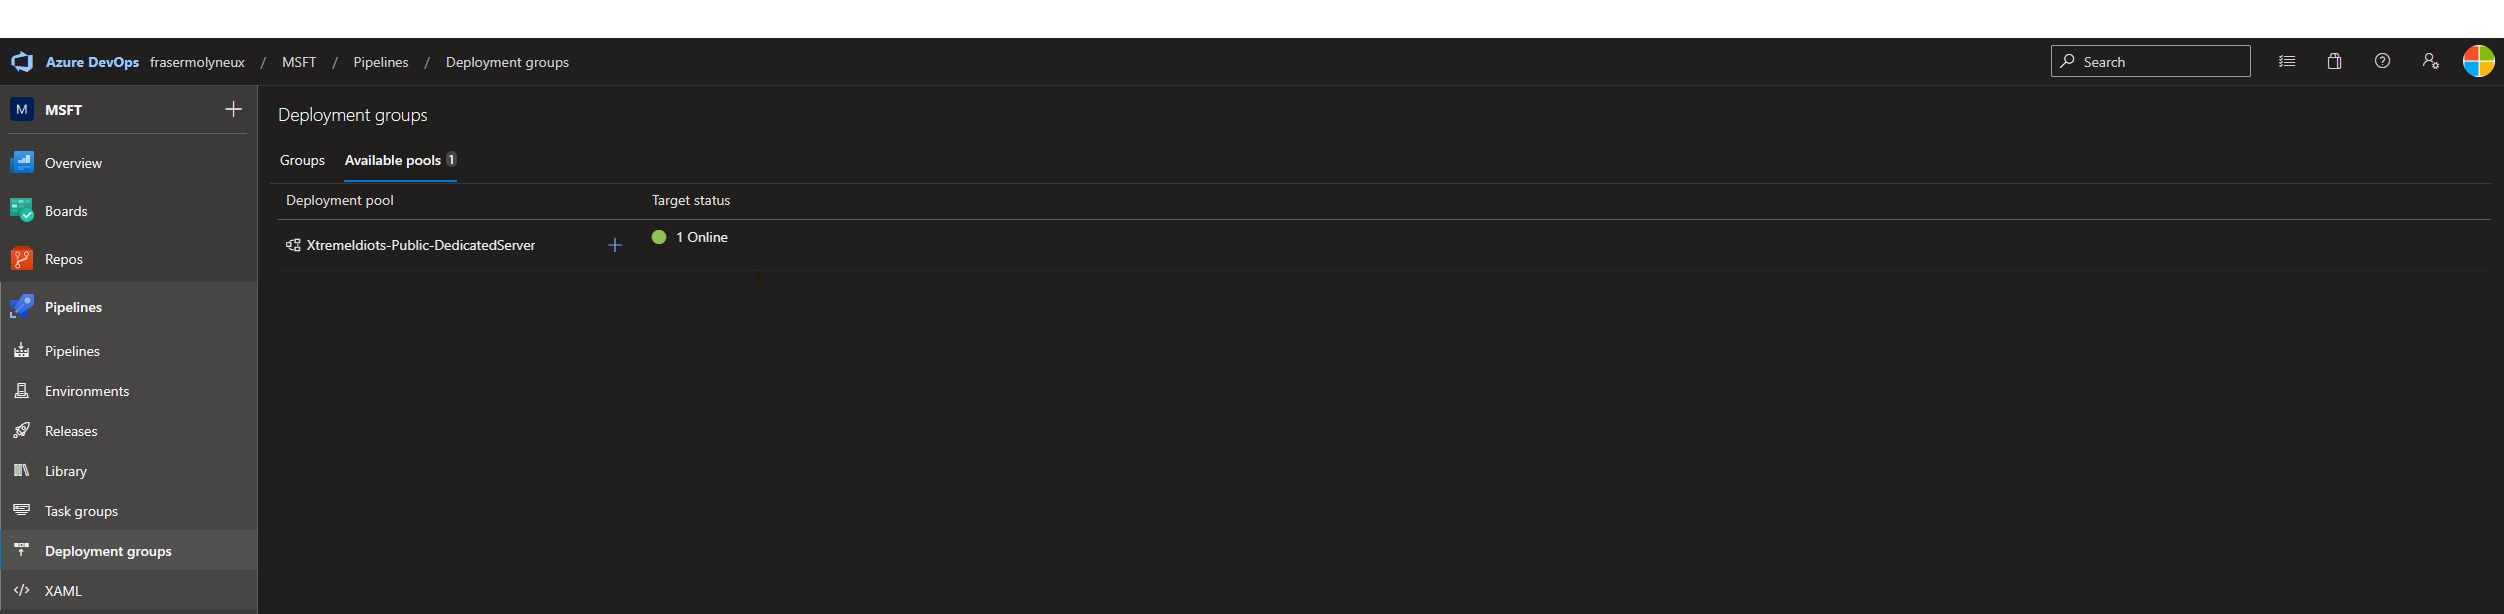 Azure DevOps frasermolyneux / MSFT / Pipelines / Deployment groups
Search
M MSFT
Overview
Boards
Repos
Pipelines
Pipelines
Environments
Releases
Library
Task groups
Deployment groups
XAML
Deployment groups
Groups Available pools 1
Deployment pool Target status
XtremeIdiots-Public-DedicatedServer 1 Online